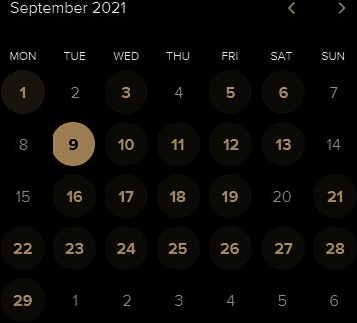 September 2021
MON TUE WED THU FRI SAT SUN
1 2 3 4 5 6 7
8 9 10 11 12 13 14
15 16 17 18 19 20 21
22 23 24 25 26 27 28
29 1 2 3 4 5 6